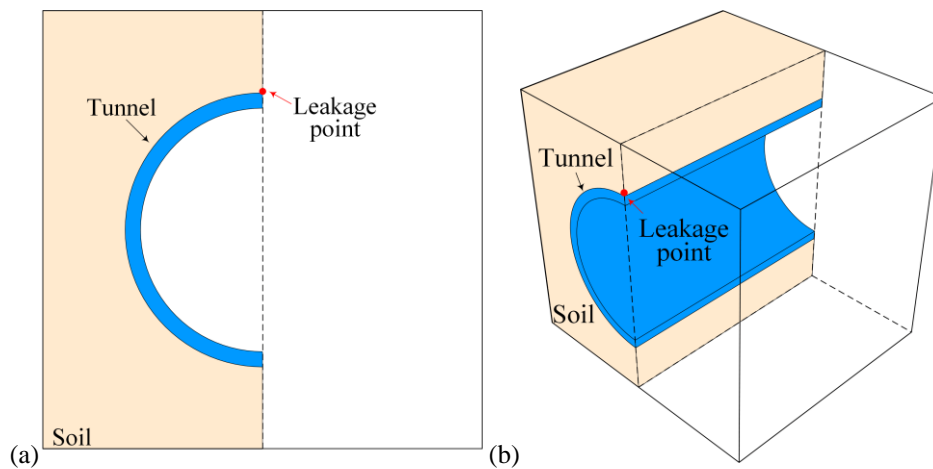 Tunnel
Leakage
point
Soil
(a)
Tunnel
Leakage
point
Soil
(b)